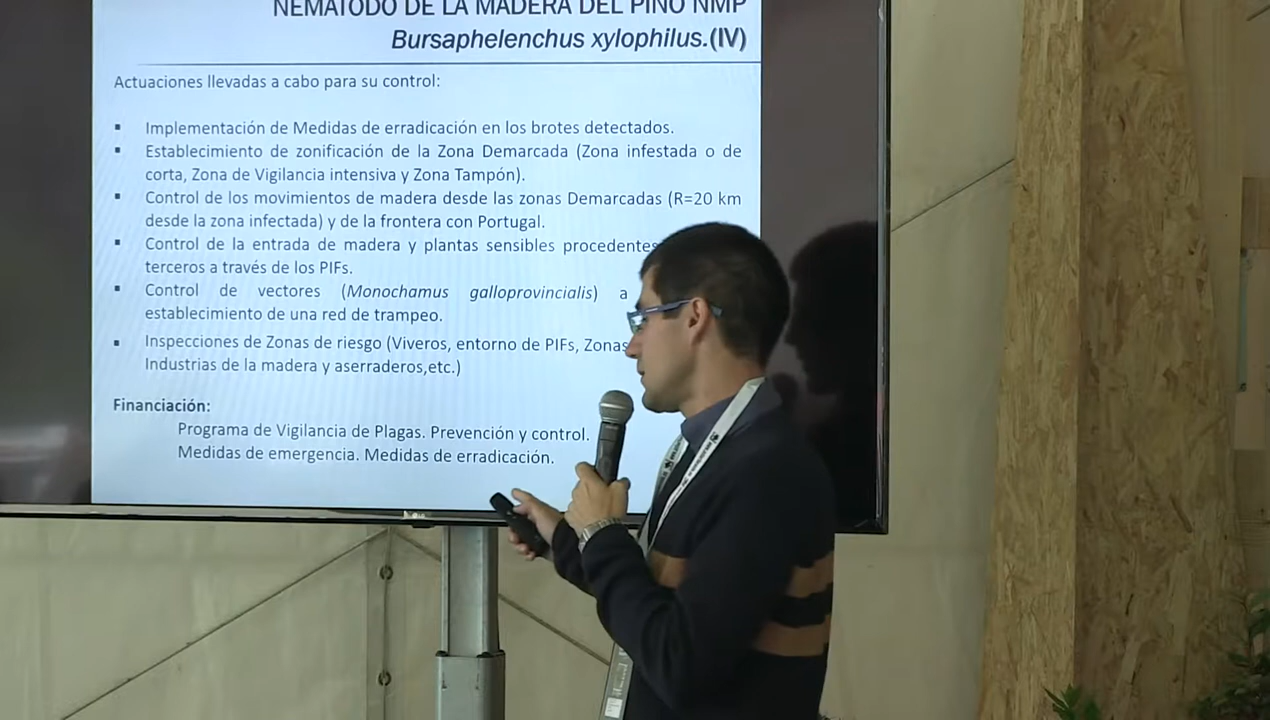 NEMATODO DE LA MADERA DEL PINO NMP
Bursaphelenchus xylophilus.(IV)
Actuaciones llevadas a cabo para su control:
▪ Implementación de Medidas de erradicación en los brotes detectados.
▪ Establecimiento de zonificación de la Zona Demarcada (Zona infestada o de
corta, Zona de Vigilancia intensiva y Zona Tampón).
▪ Control de los movimientos de madera desde las zonas Demarcadas (R=20 km
desde la zona infectada) y de la frontera con Portugal.
▪ Control de la entrada de madera y plantas sensibles procedentes
terceros a través de los PIFs.
▪ Control de vectores (Monochamus galloprovincialis) a
establecimiento de una red de trampeo.
▪ Inspecciones de Zonas de riesgo (Viveros, entorno de PIFs, Zonas
Industrias de la madera y aserraderos,etc.)
Financiación:
Programa de Vigilancia de Plagas. Prevención y control.
Medidas de emergencia. Medidas de erradicación.
LG